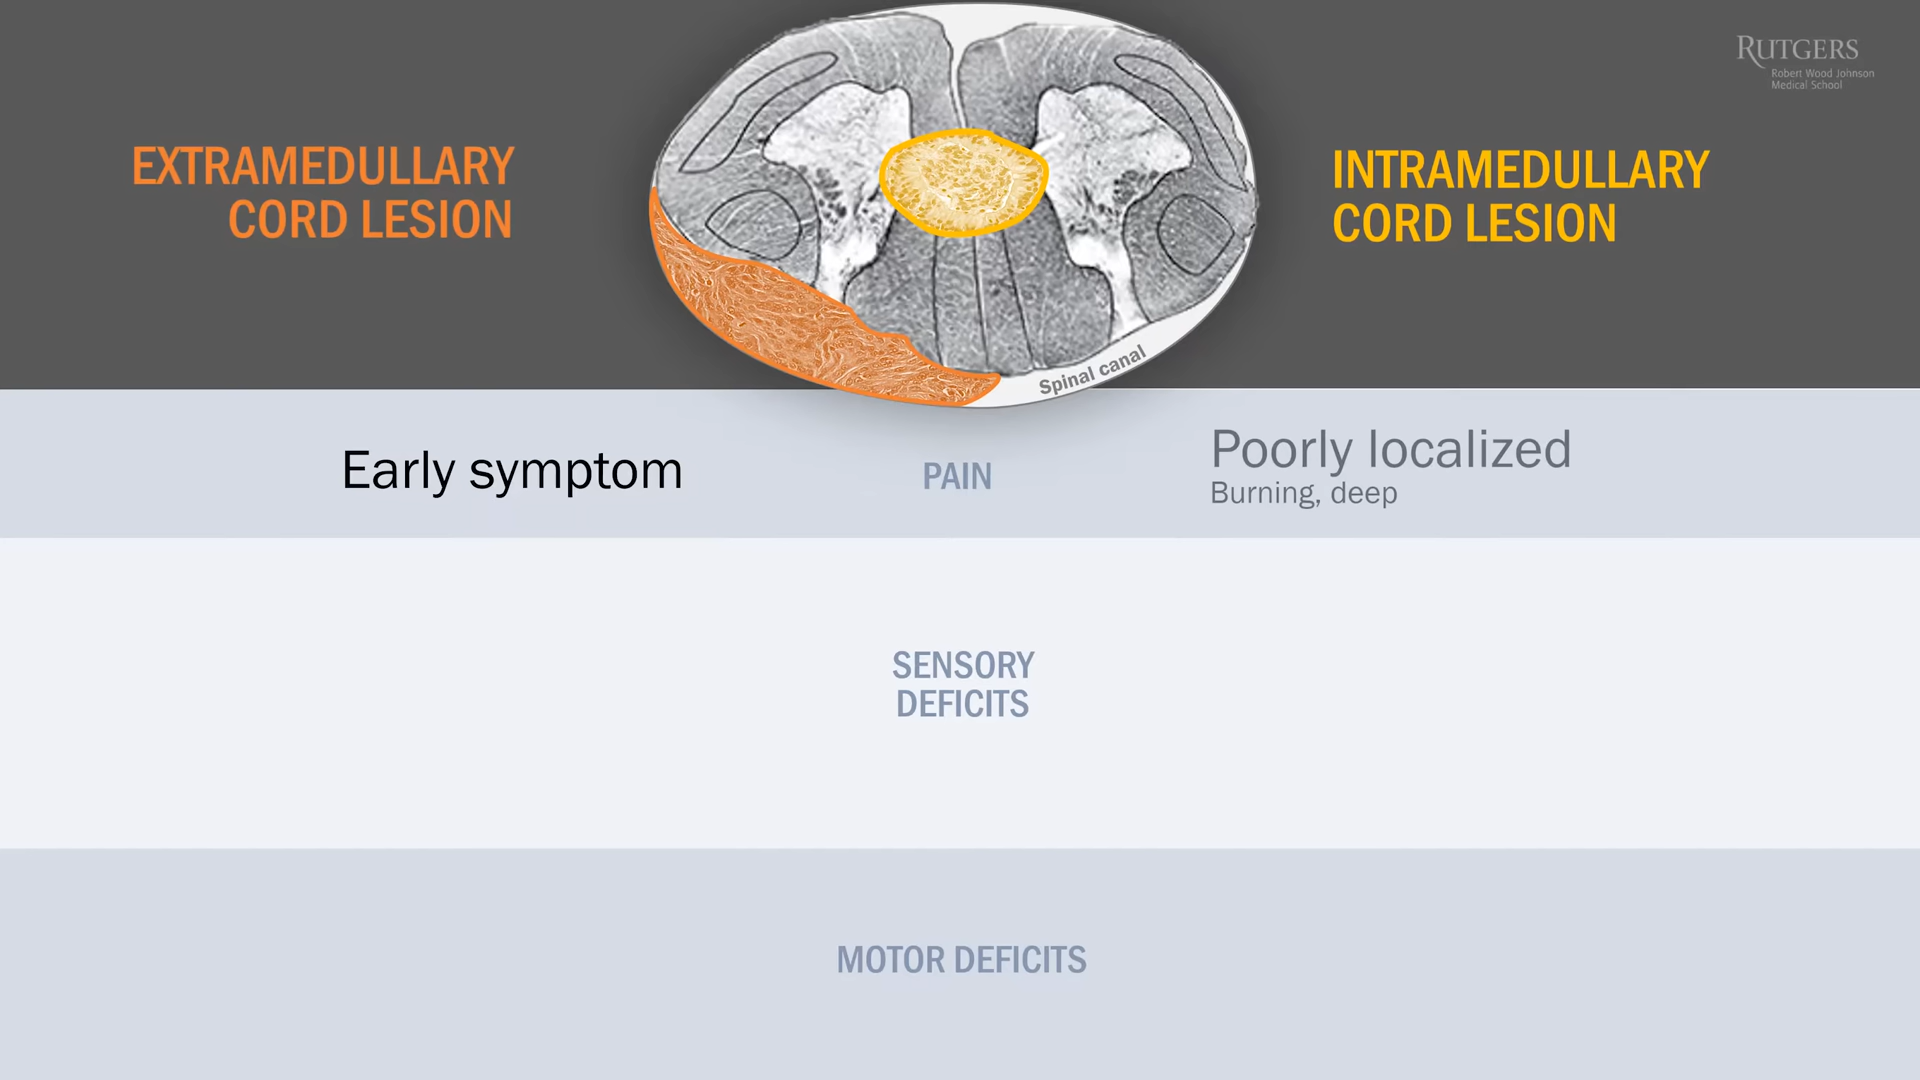 RUTGERS
Robert Wood Johnson
Medical School
EXTRAMEDULLARY
CORD LESION
INTRAMEDULLARY
CORD LESION
Spinal canal
Early symptom
PAIN
Poorly localized
Burning, deep
SENSORY
DEFICITS
MOTOR DEFICITS